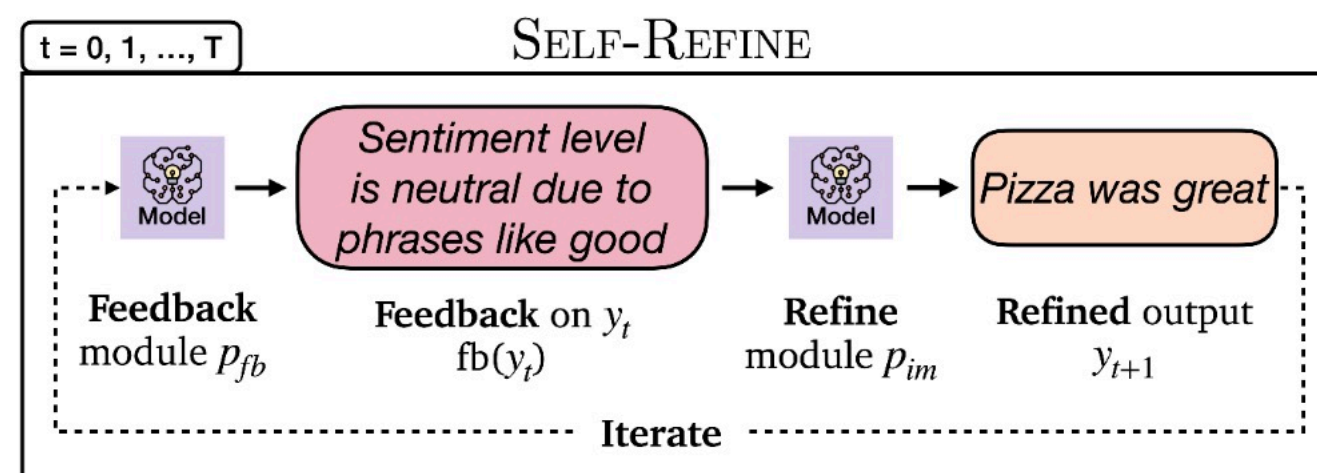 t = 0, 1, ..., T
SELF-REFINE
Model
Sentiment level
is neutral due to
phrases like good
Model
Pizza was great
Feedback
module p_fb
Feedback on y_t
fb(y_t)
Refine
module p_im
Refined output
y_{t+1}
Iterate